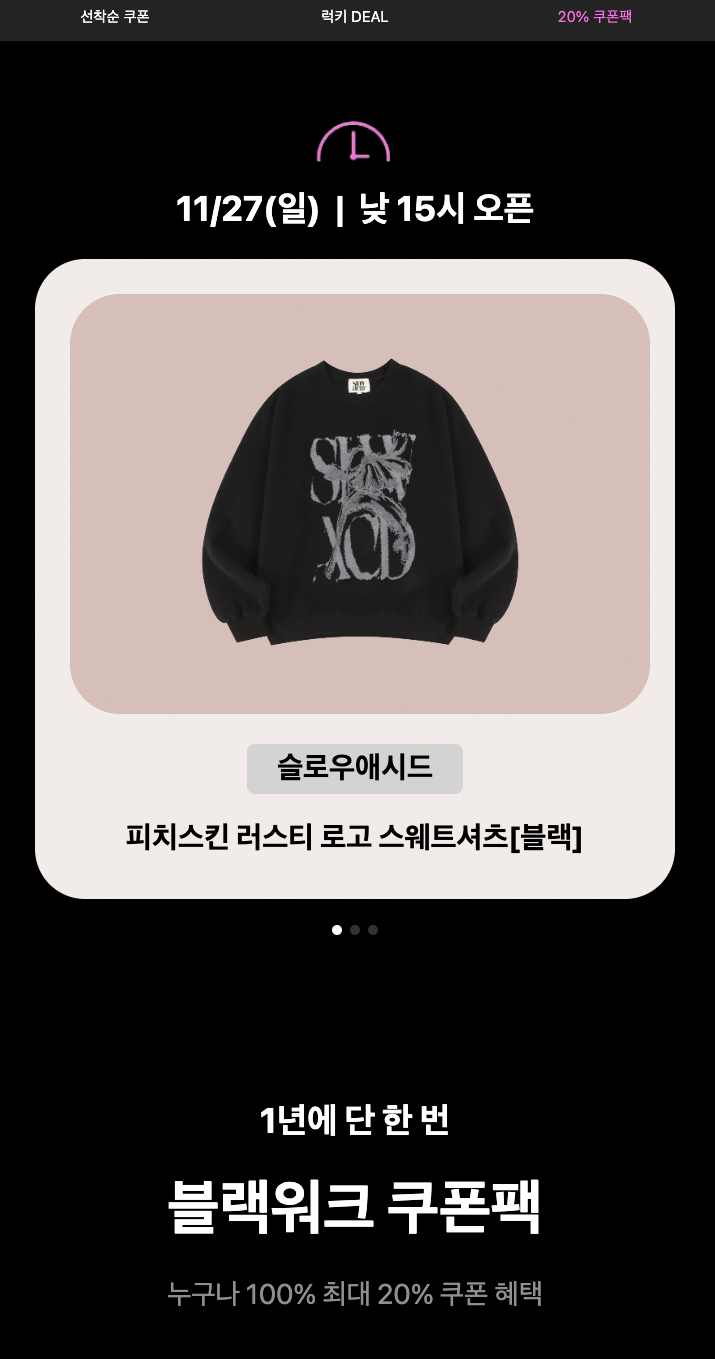 선착순 쿠폰
럭키 DEAL
20% 쿠폰팩
11/27(일) | 낮 15시 오픈
슬로우애시드
피치스킨 러스티 로고 스웨트셔츠[블랙]
1년에 단 한 번
블랙워크 쿠폰팩
누구나 100% 최대 20% 쿠폰 혜택